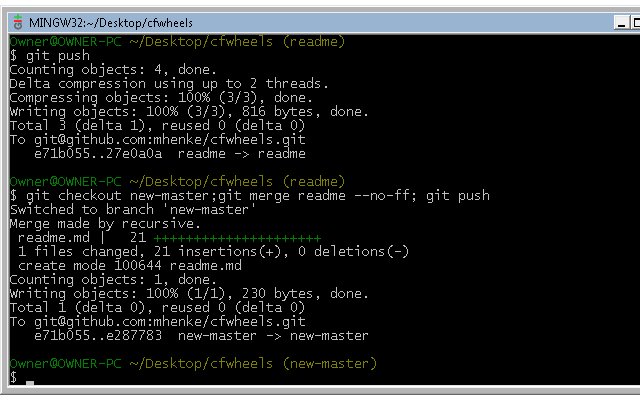 MINGW32:~/Desktop/cfwheels
Owner@OWNER-PC ~/Desktop/cfwheels (readme)
$ git push
Counting objects: 4, done.
Delta compression using up to 2 threads.
Compressing objects: 100% (3/3), done.
Writing objects: 100% (3/3), 816 bytes, done.
Total 3 (delta 1), reused 0 (delta 0)
To git@github.com:mhenke/cfwheels.git
   e71b055..27e0a0a  readme -> readme
Owner@OWNER-PC ~/Desktop/cfwheels (readme)
$ git checkout new-master;git merge readme --no-ff; git push
Switched to branch 'new-master'
Merge made by recursive.
 readme.md |   21 +++++++++++++++++++++
 1 files changed, 21 insertions(+), 0 deletions(-)
 create mode 100644 readme.md
Counting objects: 1, done.
Writing objects: 100% (1/1), 230 bytes, done.
Total 1 (delta 0), reused 0 (delta 0)
To git@github.com:mhenke/cfwheels.git
   e71b055..e287783  new-master -> new-master
Owner@OWNER-PC ~/Desktop/cfwheels (new-master)
$